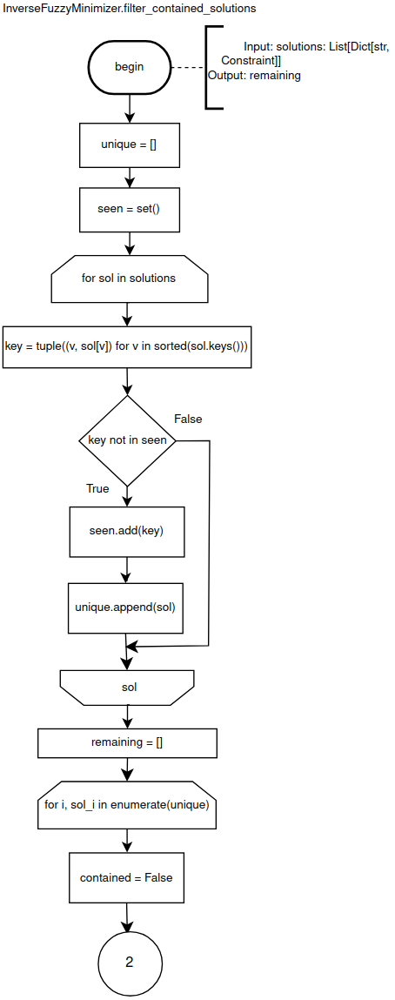 InverseFuzzyMinimizer.filter_contained_solutions
begin
Input: solutions: List[Dict[str,
Constraint]]
Output: remaining
unique = []
seen = set()
for sol in solutions
key = tuple((v, sol[v]) for v in sorted(sol.keys()))
key not in seen
False
True
seen.add(key)
unique.append(sol)
sol
remaining = []
for i, sol_i in enumerate(unique)
contained = False
2